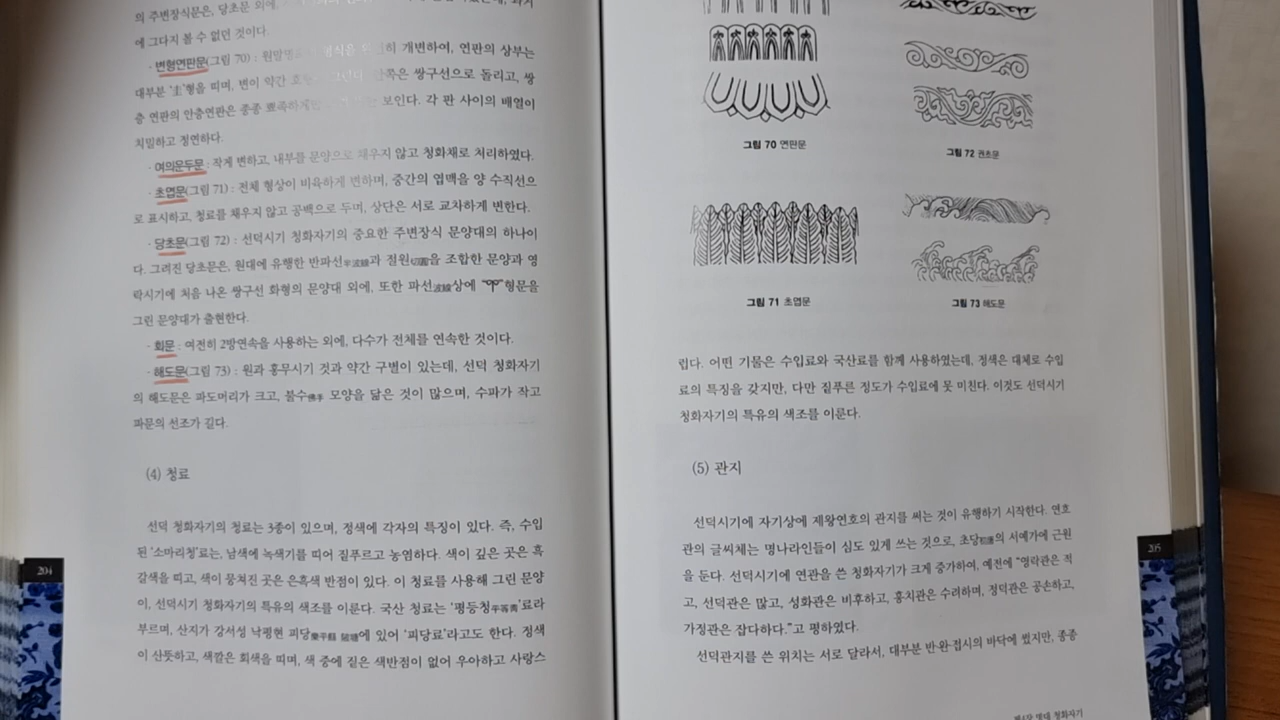 의 주변장식문은, 당초문 외에,
에 그다지 볼 수 없던 것이다.
· 변형연판문(그림 70) : 개변하여, 연판의 상부는
대부분 '圭'형을 띠며, 변이 약간 안쪽은 쌍구선으로 돌리고, 쌍
층 연판의 안층연판은 종종 보인다. 각 판 사이의 배열이
치밀하고 정연하다.
· 여의운두문 : 작게 변하고, 내부를 문양으로 채우지 않고 청화채로 처리하였다.
· 초엽문(그림 71) : 전체 형상이 비육하게 변하며, 중간의 엽맥을 양 수직선으
로 표시하고, 청료를 채우지 않고 공백으로 두며, 상단은 서로 교차하게 변한다.
· 당초문(그림 72) : 선덕시기 청화자기의 중요한 주변장식 문양대의 하나이
다. 그려진 당초문은, 원대에 유행한 반파선半波線과 절원切圓을 조합한 문양과 영
락시기에 처음 나온 쌍구선 화형의 문양대 외에, 또한 파선波線상에 형문을
그린 문양대가 출현한다.
· 회문 : 여전히 2방연속을 사용하는 외에, 다수가 전체를 연속한 것이다.
· 해도문(그림 73) : 원과 홍무시기 것과 약간 구별이 있는데, 선덕 청화자기
의 해도문은 파도머리가 크고, 불수佛手 모양을 닮은 것이 많으며, 수파가 작고
파문의 선조가 길다.
(4) 청료
선덕 청화자기의 청료는 3종이 있으며, 정색에 각자의 특징이 있다. 즉, 수입
된 '소마리청'료는, 남색에 녹색기를 띠어 짙푸르고 농염하다. 색이 깊은 곳은 흑
갈색을 띠고, 색이 뭉쳐진 곳은 은흑색 반점이 있다. 이 청료를 사용해 그린 문양
이, 선덕시기 청화자기의 특유의 색조를 이룬다. 국산 청료는 '평등청平等靑'료라
부르며, 산지가 강서성 낙평현 피당樂平縣 陂塘에 있어 '피당료'라고도 한다. 정색
이 산뜻하고, 색깔은 회색을 띠며, 색 중에 짙은 색반점이 없어 우아하고 사랑스
204
그림 70 연판문
그림 72 권초문
그림 71 초엽문
그림 73 해도문
럽다. 어떤 기물은 수입료와 국산료를 함께 사용하였는데, 정색은 대체로 수입
료의 특징을 갖지만, 다만 짙푸른 정도가 수입료에 못 미친다. 이것도 선덕시기
청화자기의 특유의 색조를 이룬다.
(5) 관지
선덕시기에 자기상에 제왕연호의 관지를 써는 것이 유행하기 시작한다. 연호
관의 글씨체는 명나라인들이 심도 있게 쓰는 것으로, 초당初唐의 서예가에 근원
을 둔다. 선덕시기에 연관을 쓴 청화자기가 크게 증가하여, 예전에 "영락관은 적
고, 선덕관은 많고, 성화관은 비후하고, 홍치관은 수려하며, 정덕관은 공손하고,
가정관은 잡다하다."고 평하였다.
선덕관지를 쓴 위치는 서로 달라서, 대부분 반·완·접시의 바닥에 썼지만, 종종
205
제4장 명대 청화자기